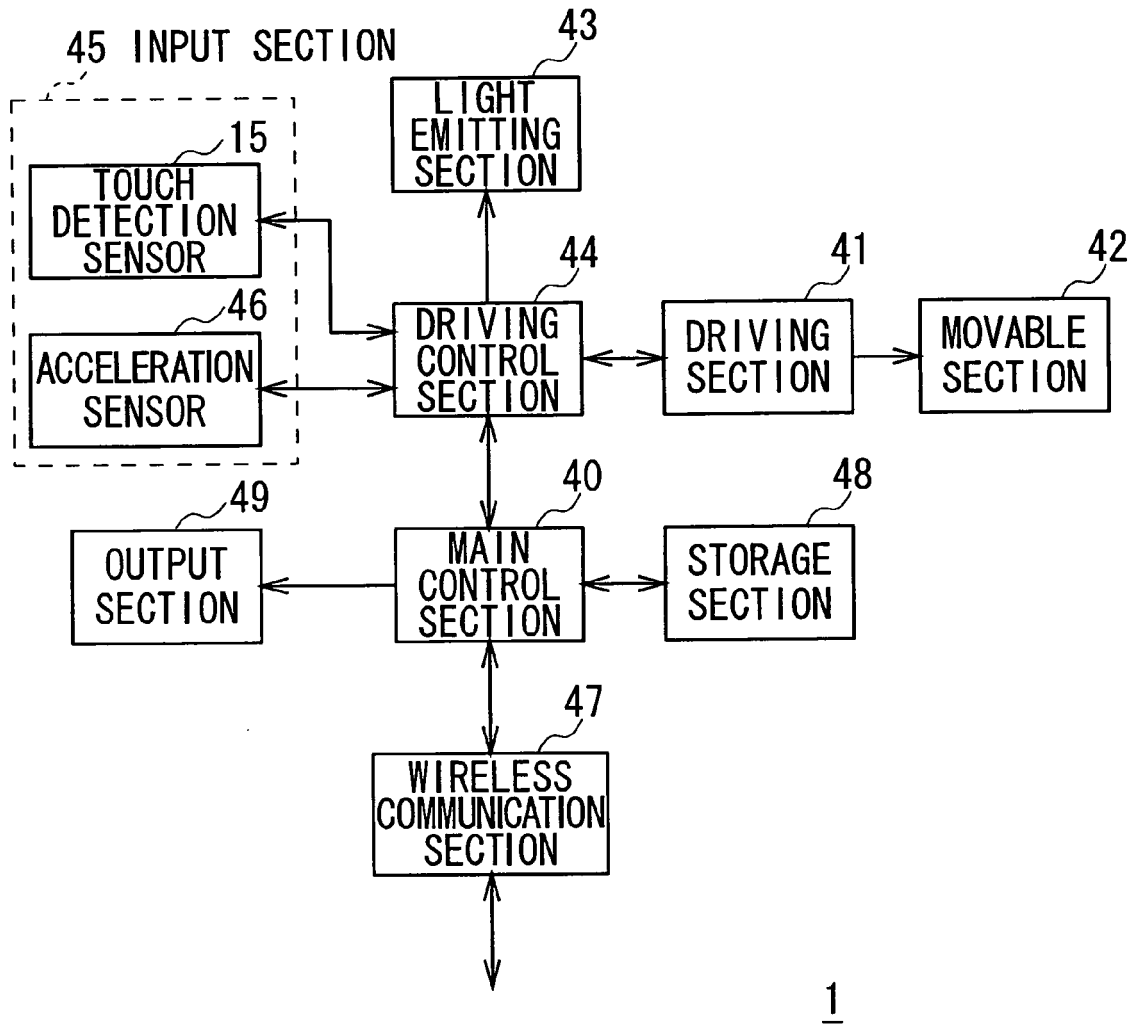 45 INPUT SECTION
43
LIGHT
EMITTING
SECTION
15
TOUCH
DETECTION
SENSOR
46
ACCELERATION
SENSOR
44
DRIVING
CONTROL
SECTION
41
DRIVING
SECTION
42
MOVABLE
SECTION
49
OUTPUT
SECTION
40
MAIN
CONTROL
SECTION
48
STORAGE
SECTION
47
WIRELESS
COMMUNICATION
SECTION
1